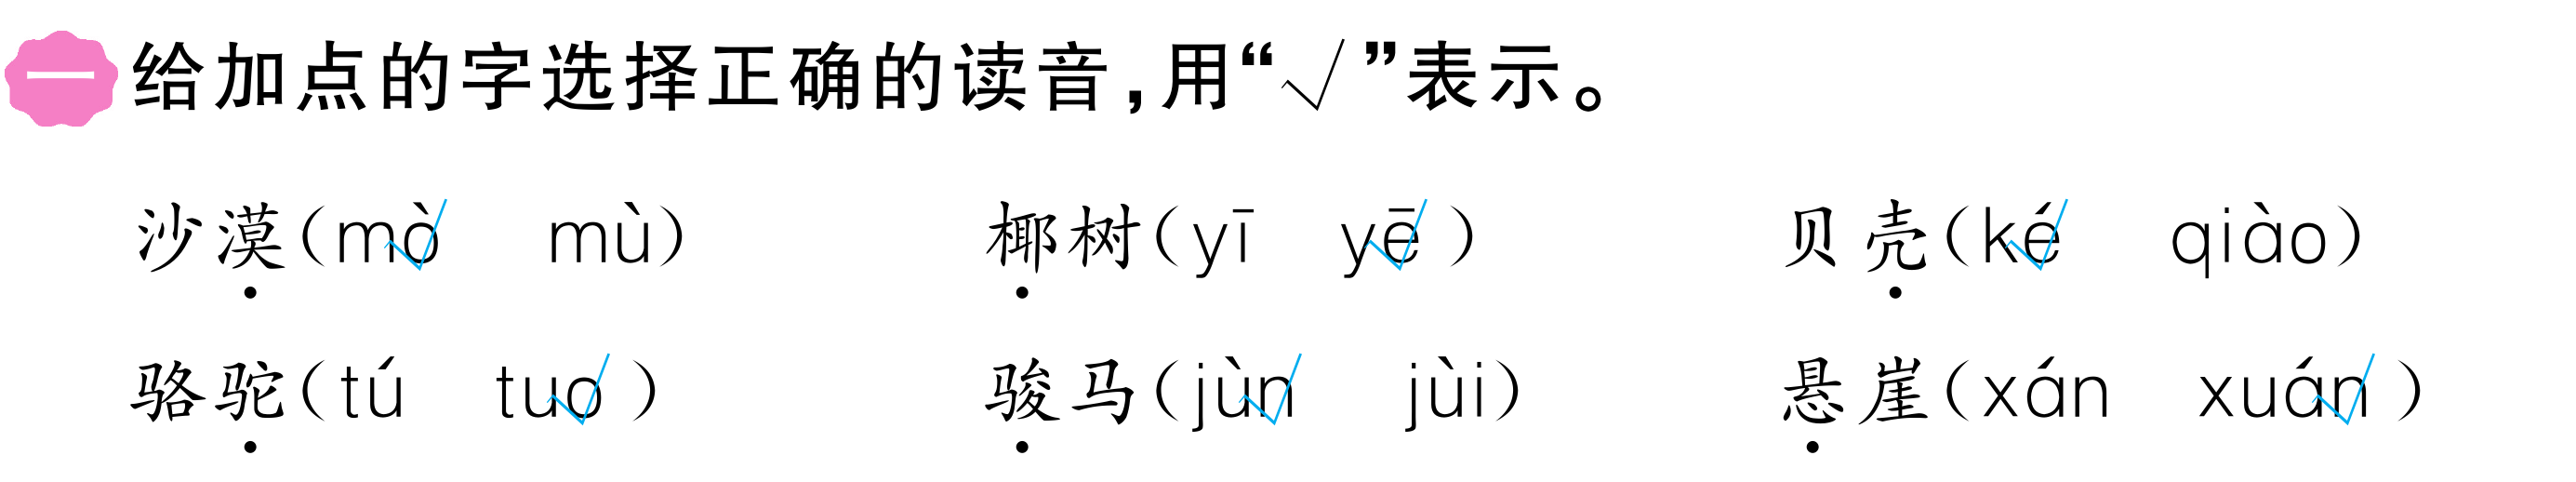 一 给加点的字选择正确的读音,用“√”表示。
沙漠(mò√ mù) 椰树(yī yē√) 贝壳(ké√ qiào)
骆驼(tú tuo√) 骏马(jùn√ jùi) 悬崖(xán xuán√)